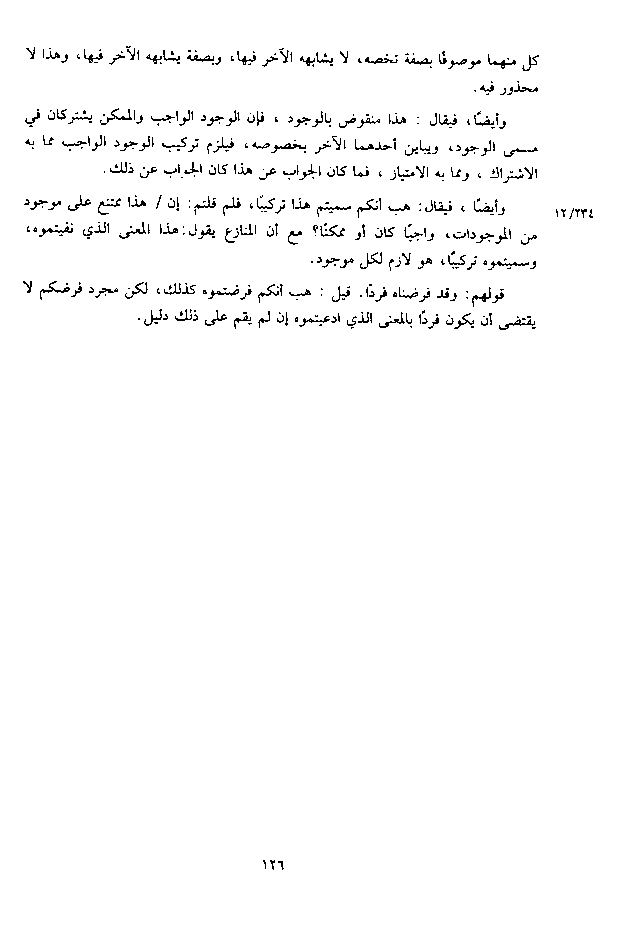 كل منهما موصوفًا بصفة تخصه، لا يشابهه الآخر فيها، وبصفة يشابهه الآخر فيها، وهذا لا
محذور فيه.
وأيضًا، فيقال : هذا منقوض بالوجود ، فإن الوجود الواجب والممكن يشتركان في
مسمى الوجود، ويباين أحدهما الآخر بخصوصه، فيلزم تركيب الوجود الواجب مما به
الاشتراك ، ومما به الامتياز ، فما كان الجواب عن هذا كان الجواب عن ذلك.
١٢/٢٣٤ وأيضًا ، فيقال: هب أنكم سميتم هذا تركيبًا، فلم قلتم: إن / هذا ممتنع على موجود
من الموجودات، واجبًا كان أو ممكنًا؟ مع أن المنازع يقول: هذا المعنى الذي نفيتموه،
وسميتموه تركيبًا، هو لازم لكل موجود.
قولهم: وقد فرضناه فردًا. قيل : هب أنكم فرضتموه كذلك، لكن مجرد فرضكم لا
يقتضى أن يكون فردًا بالمعنى الذي ادعيتموه إن لم يقم على ذلك دليل.
١٢٦